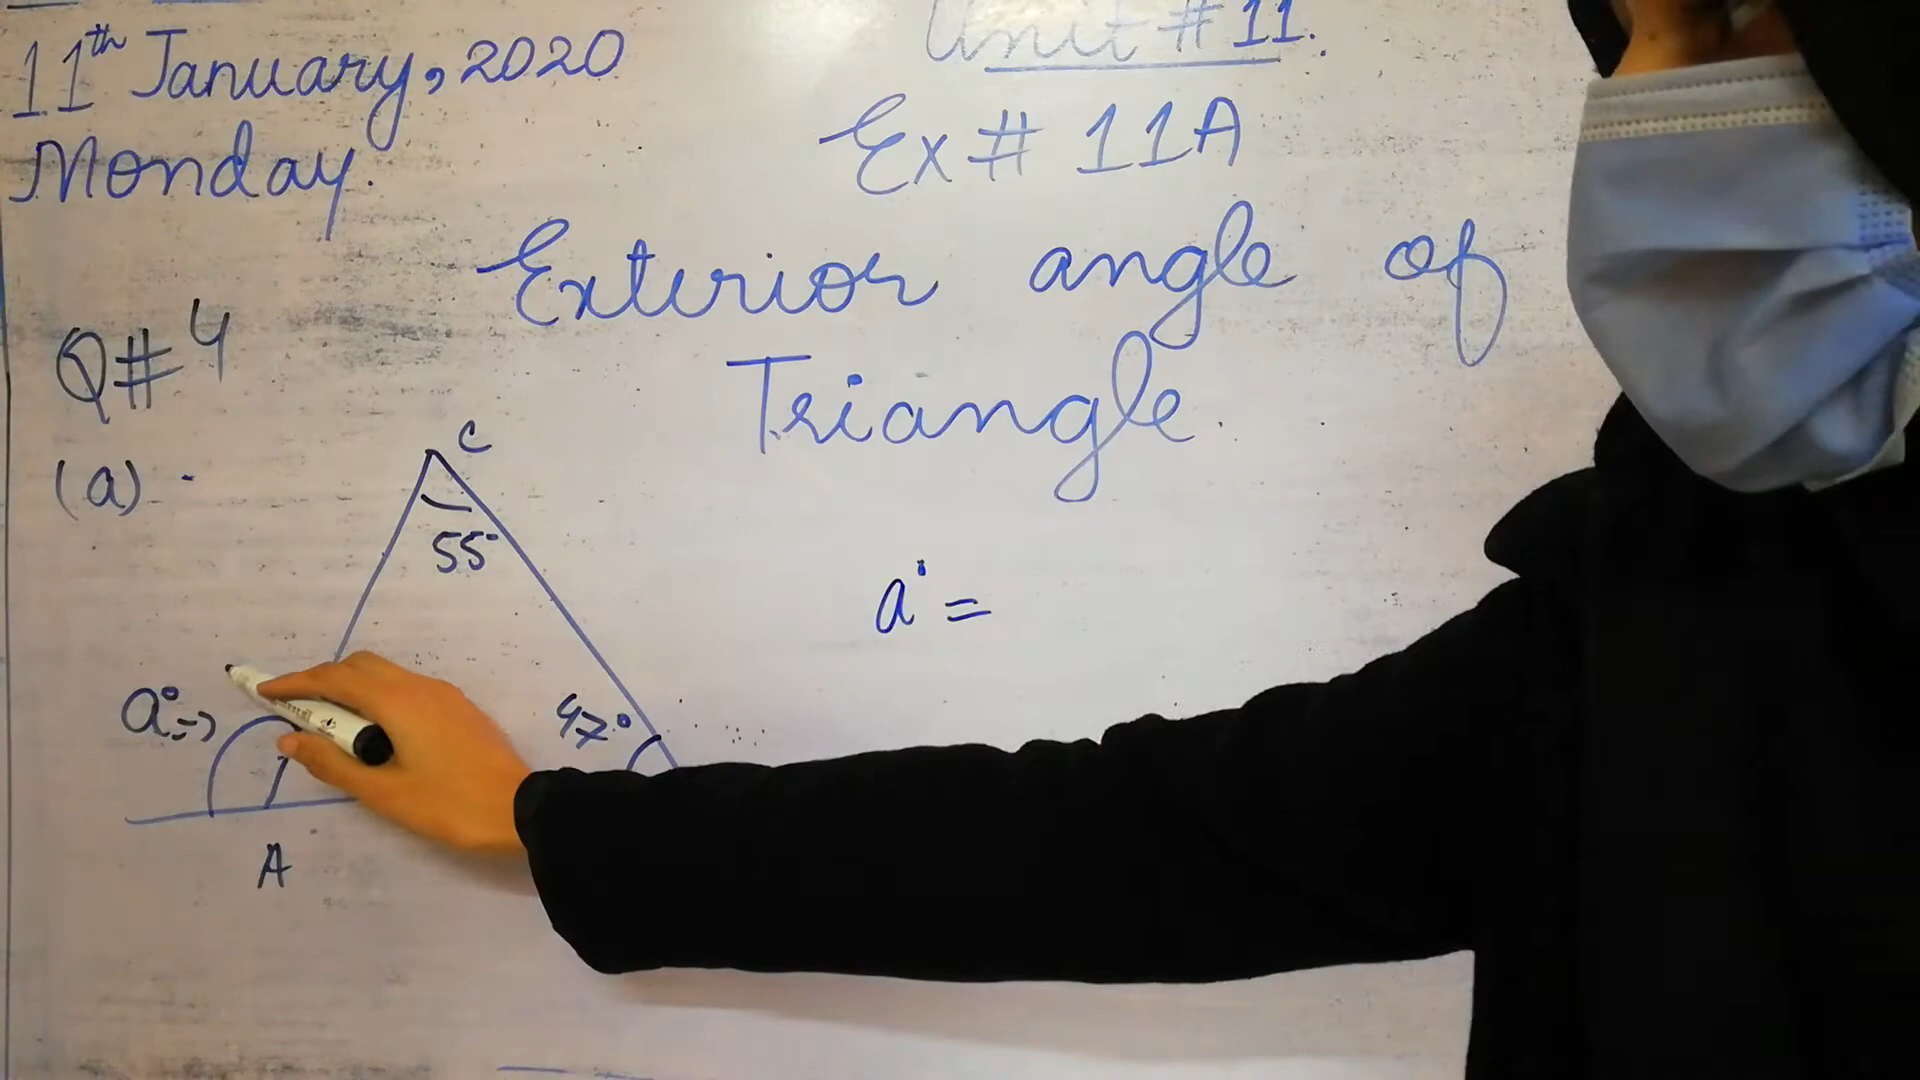 11th January, 2020
Monday.
Unit # 11.
Ex # 11A
Exterior angle of
Triangle.
Q# 4
(a).
C
55°
a° =
a°
47°
A